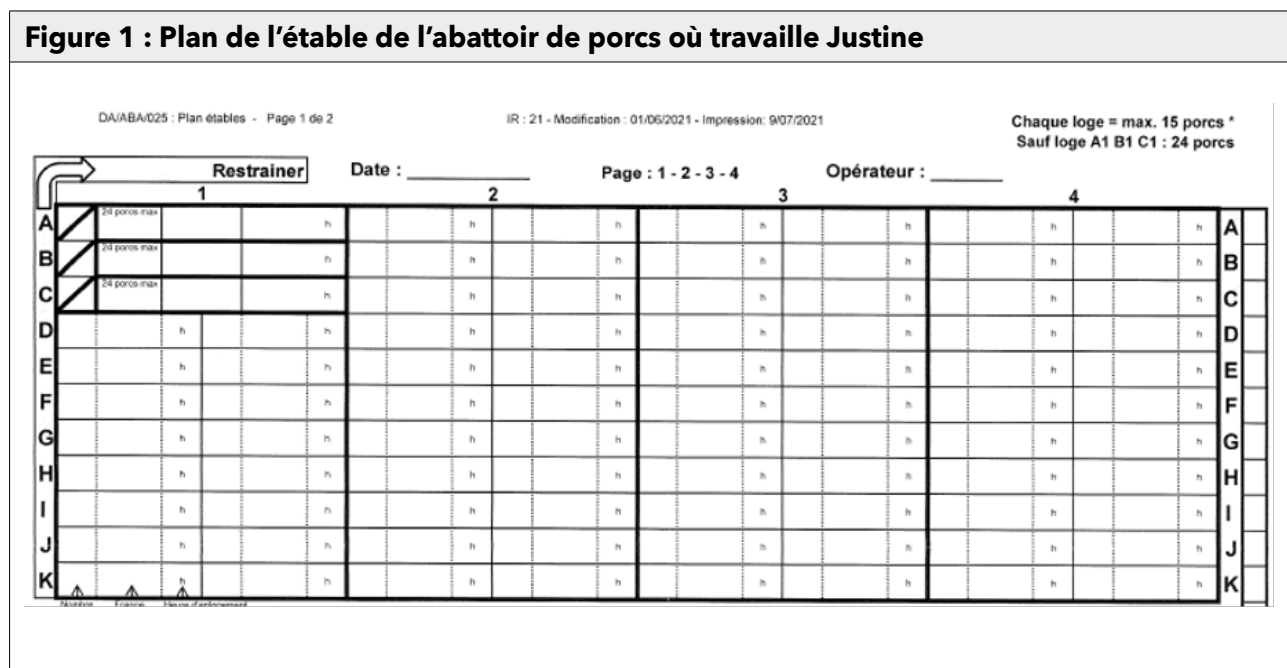 Figure 1 : Plan de l’étable de l’abattoir de porcs où travaille Justine
DA/ABA/025 : Plan étables - Page 1 de 2 IR : 21 - Modification : 01/06/2021 - Impression: 9/07/2021 Chaque loge = max. 15 porcs *
Sauf loge A1 B1 C1 : 24 porcs
Restrainer Date : Page : 1 - 2 - 3 - 4 Opérateur :
1 2 3 4
A 24 porcs max h h h h h h h A
B 24 porcs max h h h h h h h B
C 24 porcs max h h h h h h h C
D h h h h h h h h D
E h h h h h h h h E
F h h h h h h h h F
G h h h h h h h h G
H h h h h h h h h H
I h h h h h h h h I
J h h h h h h h h J
K h h h h h h h h K
Nombre Heure d'enlogement